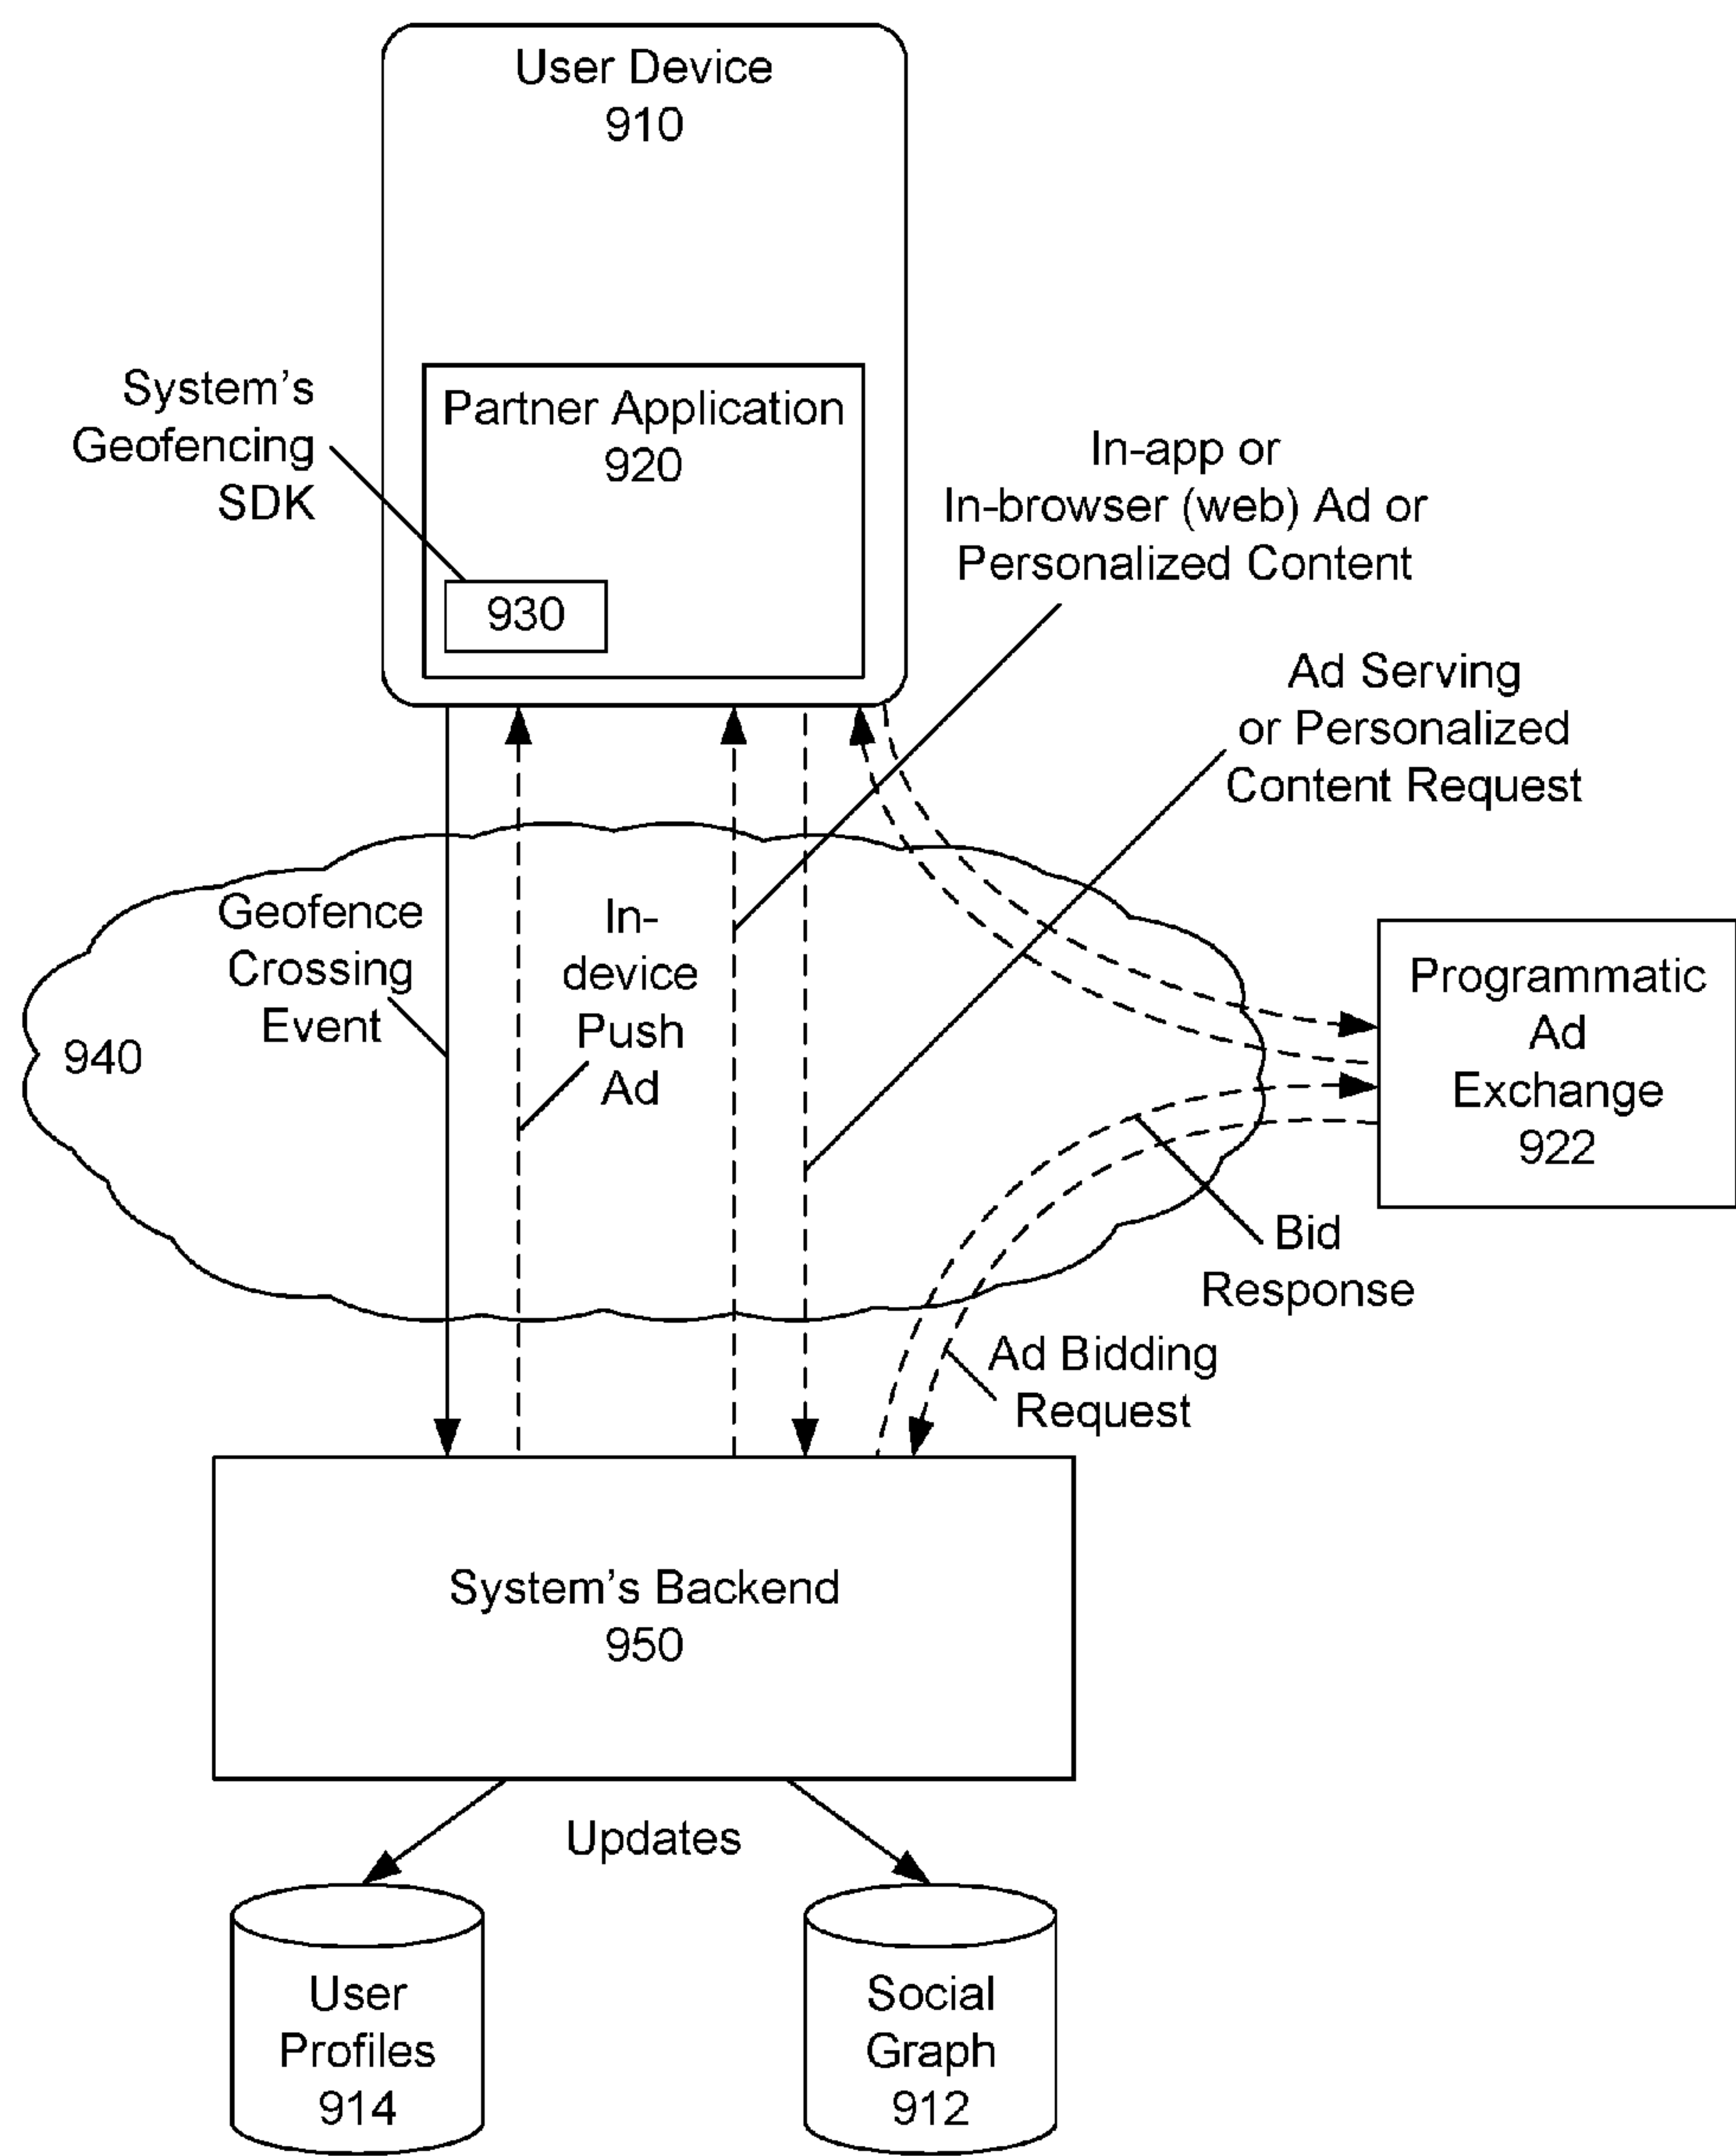 User Device
910
System's
Geofencing
SDK
Partner Application
920
930
In-app or
In-browser (web) Ad or
Personalized Content
Ad Serving
or Personalized
Content Request
Geofence
Crossing
Event
In-
device
Push
Ad
940
Programmatic
Ad
Exchange
922
Bid
Response
Ad Bidding
Request
System's Backend
950
Updates
User
Profiles
914
Social
Graph
912